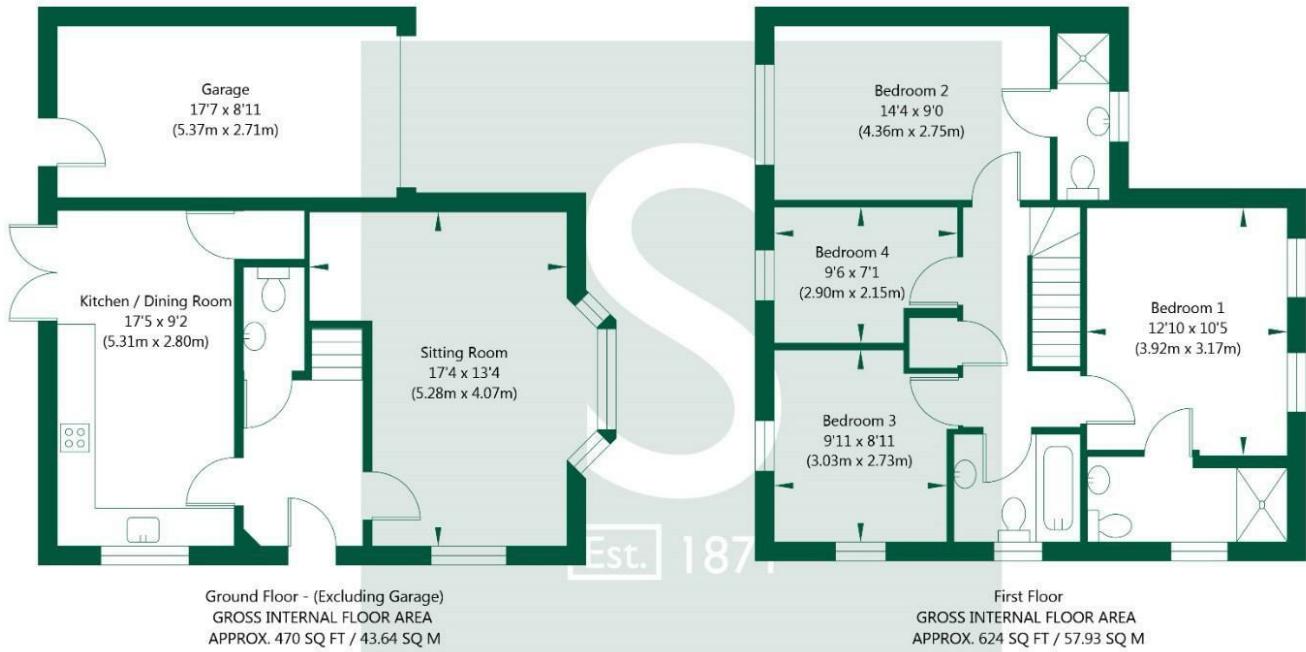 Garage
17'7 x 8'11
(5.37m x 2.71m)
Kitchen / Dining Room
17'5 x 9'2
(5.31m x 2.80m)
Sitting Room
17'4 x 13'4
(5.28m x 4.07m)
Bedroom 2
14'4 x 9'0
(4.36m x 2.75m)
Bedroom 4
9'6 x 7'1
(2.90m x 2.15m)
Bedroom 1
12'10 x 10'5
(3.92m x 3.17m)
Bedroom 3
9'11 x 8'11
(3.03m x 2.73m)
S
Est. 1871
Ground Floor - (Excluding Garage)
GROSS INTERNAL FLOOR AREA
APPROX. 470 SQ FT / 43.64 SQ M
First Floor
GROSS INTERNAL FLOOR AREA
APPROX. 624 SQ FT / 57.93 SQ M